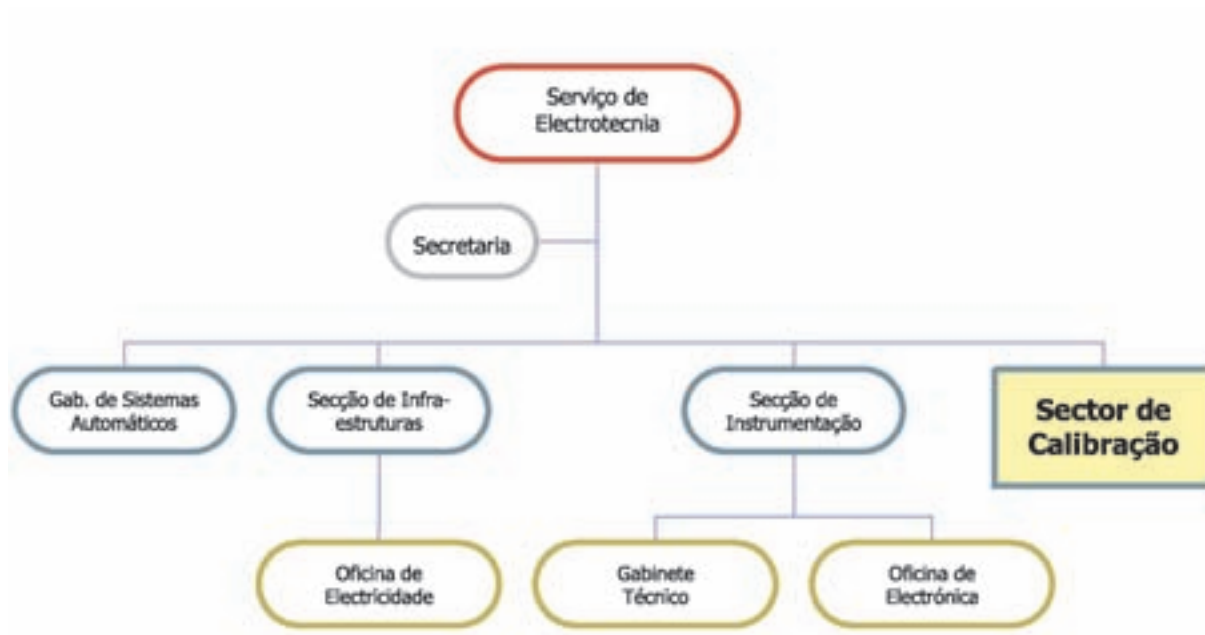 Serviço de
Electrotecnia
Secretaria
Gab. de Sistemas
Automáticos
Secção de Infra-
estruturas
Secção de
Instrumentação
Sector de
Calibração
Oficina de
Electricidade
Gabinete
Técnico
Oficina de
Electrónica